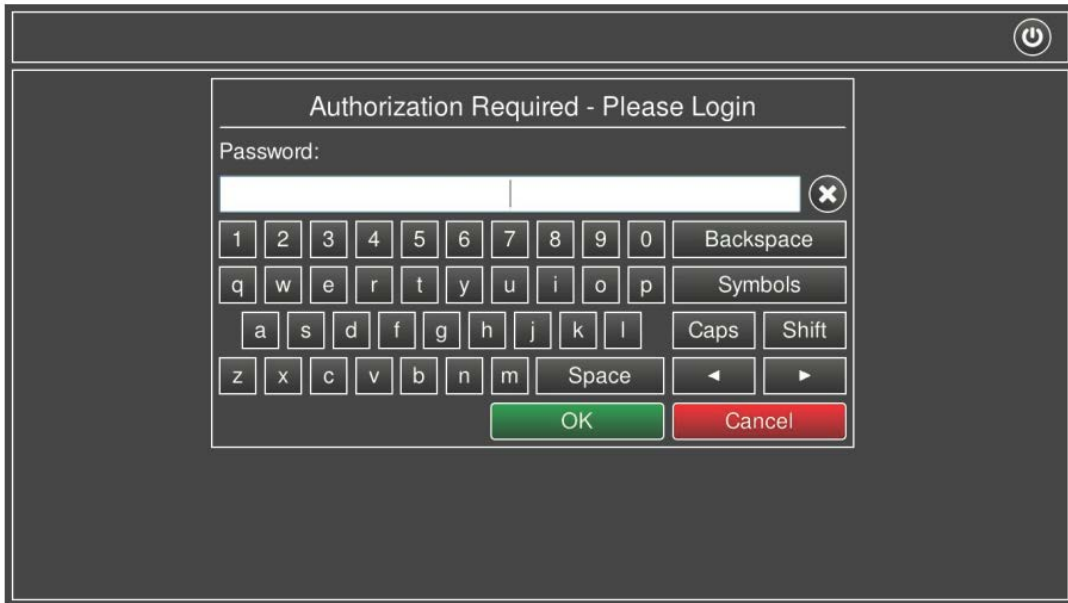 Authorization Required - Please Login
Password:
1 2 3 4 5 6 7 8 9 0 Backspace
q w e r t y u i o p Symbols
a s d f g h j k l Caps Shift
z x c v b n m Space ◄ ►
OK Cancel